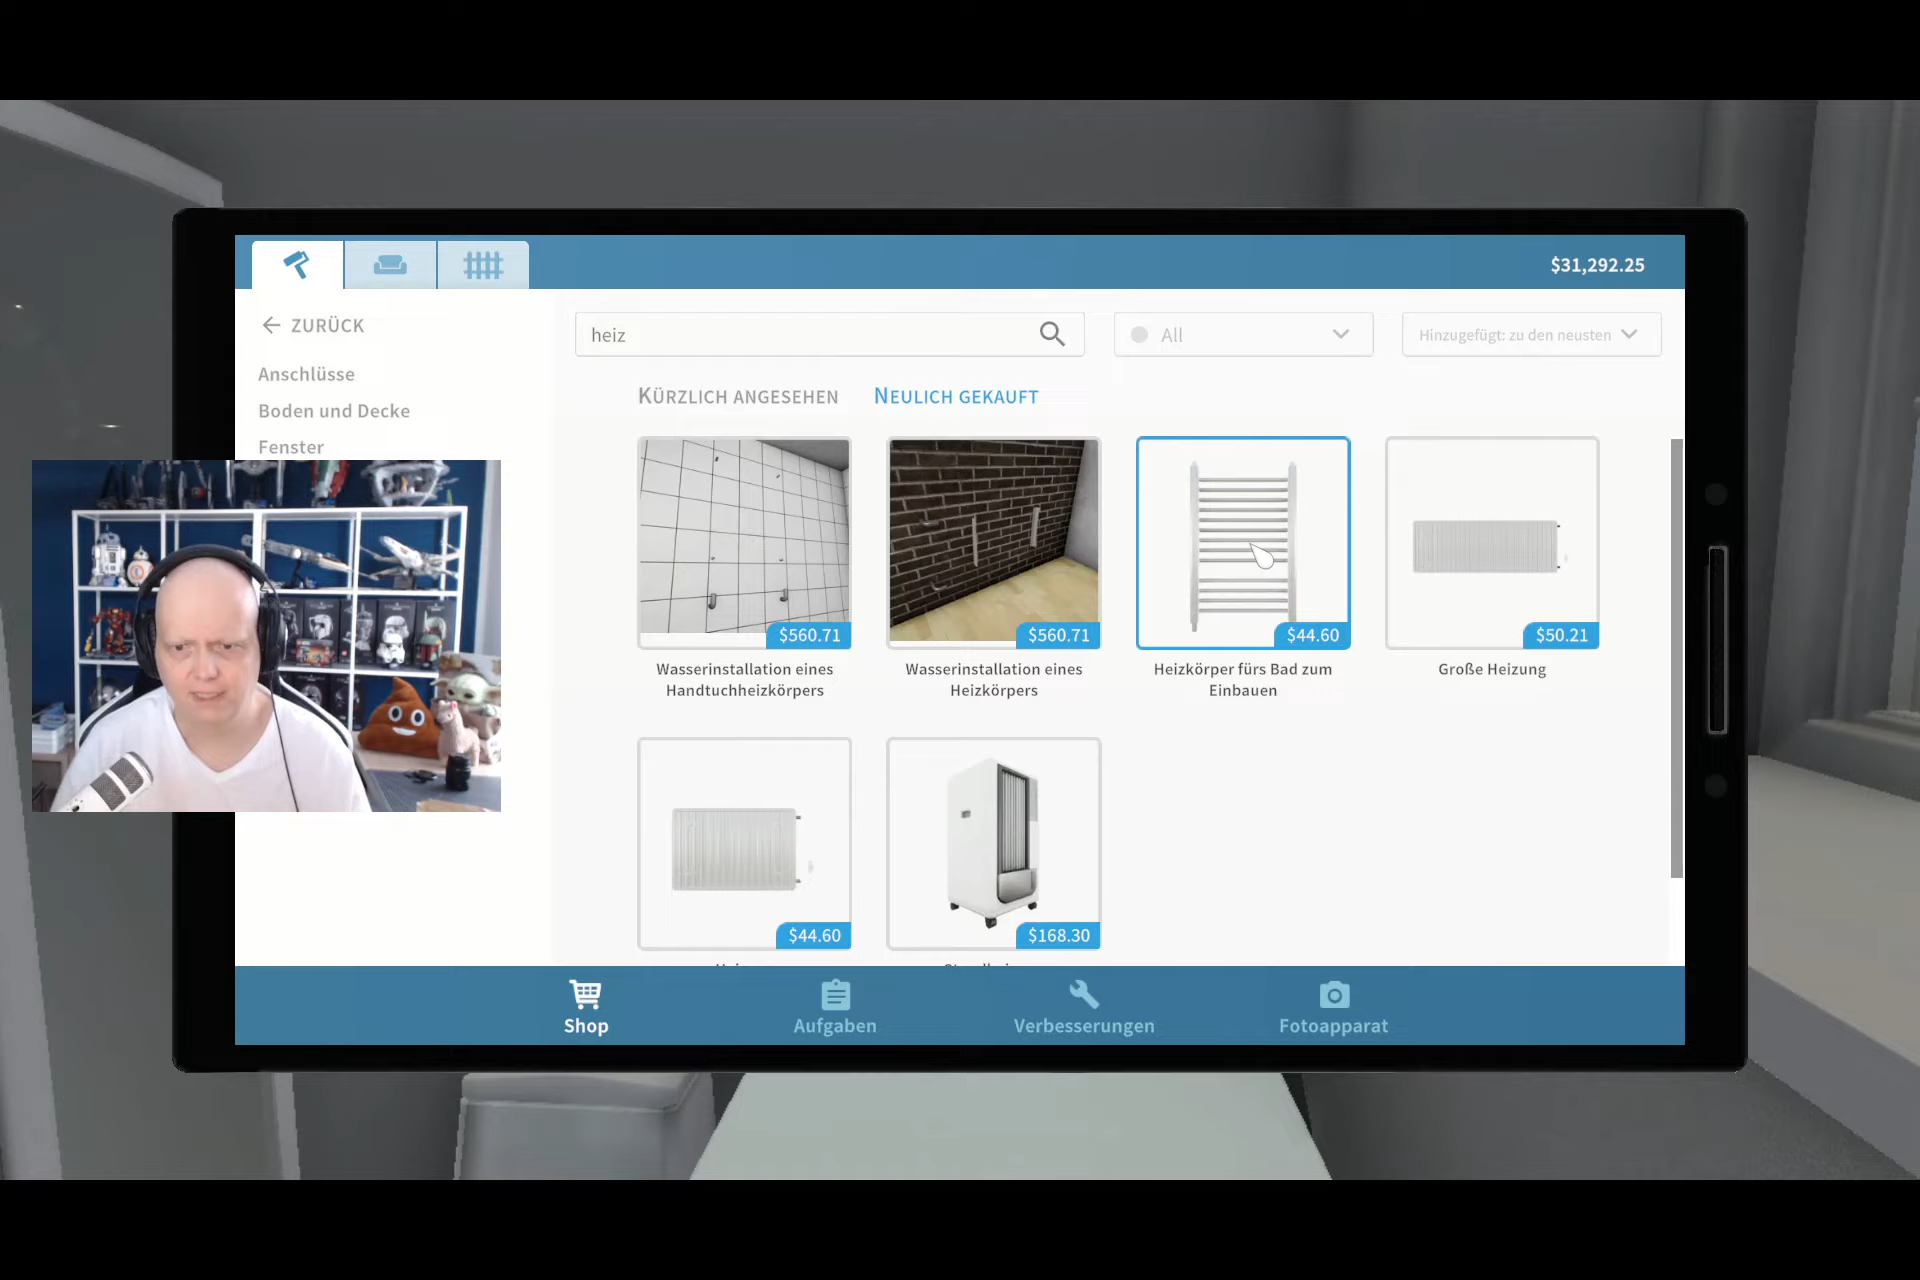 $31,292.25
ZURÜCK
heiz
All
Hinzugefügt: zu den neusten
Anschlüsse
Boden und Decke
Fenster
KÜRZLICH ANGESEHEN
NEULICH GEKAUFT
$560.71
$560.71
$44.60
$50.21
Wasserinstallation eines
Handtuchheizkörpers
Wasserinstallation eines
Heizkörpers
Heizkörper fürs Bad zum
Einbauen
Große Heizung
$44.60
$168.30
Shop
Aufgaben
Verbesserungen
Fotoapparat